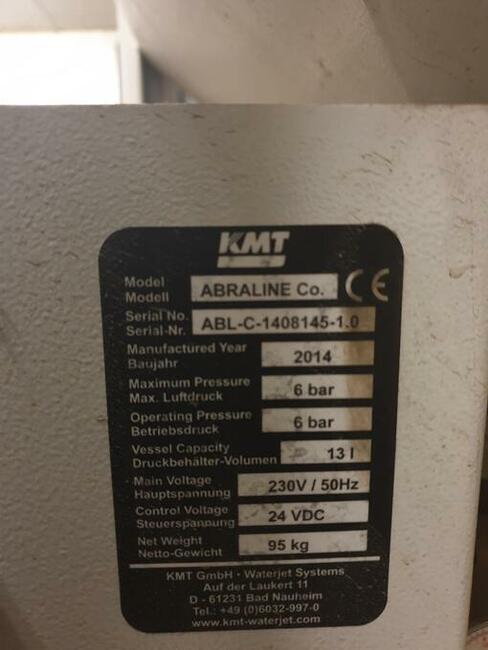 KMT
Model
Modell
ABRALINE Co.
CE
Serial No.
Serial-Nr.
ABL-C-1408145-1.0
Manufactured Year
Baujahr
2014
Maximum Pressure
Max. Luftdruck
6 bar
Operating Pressure
Betriebsdruck
6 bar
Vessel Capacity
Druckbehälter-Volumen
13 l
Main Voltage
Hauptspannung
230V / 50Hz
Control Voltage
Steuerspannung
24 VDC
Net Weight
Netto-Gewicht
95 kg
KMT GmbH · Waterjet Systems
Auf der Laukert 11
D - 61231 Bad Nauheim
Tel.: +49 (0)6032-997-0
www.kmt-waterjet.com